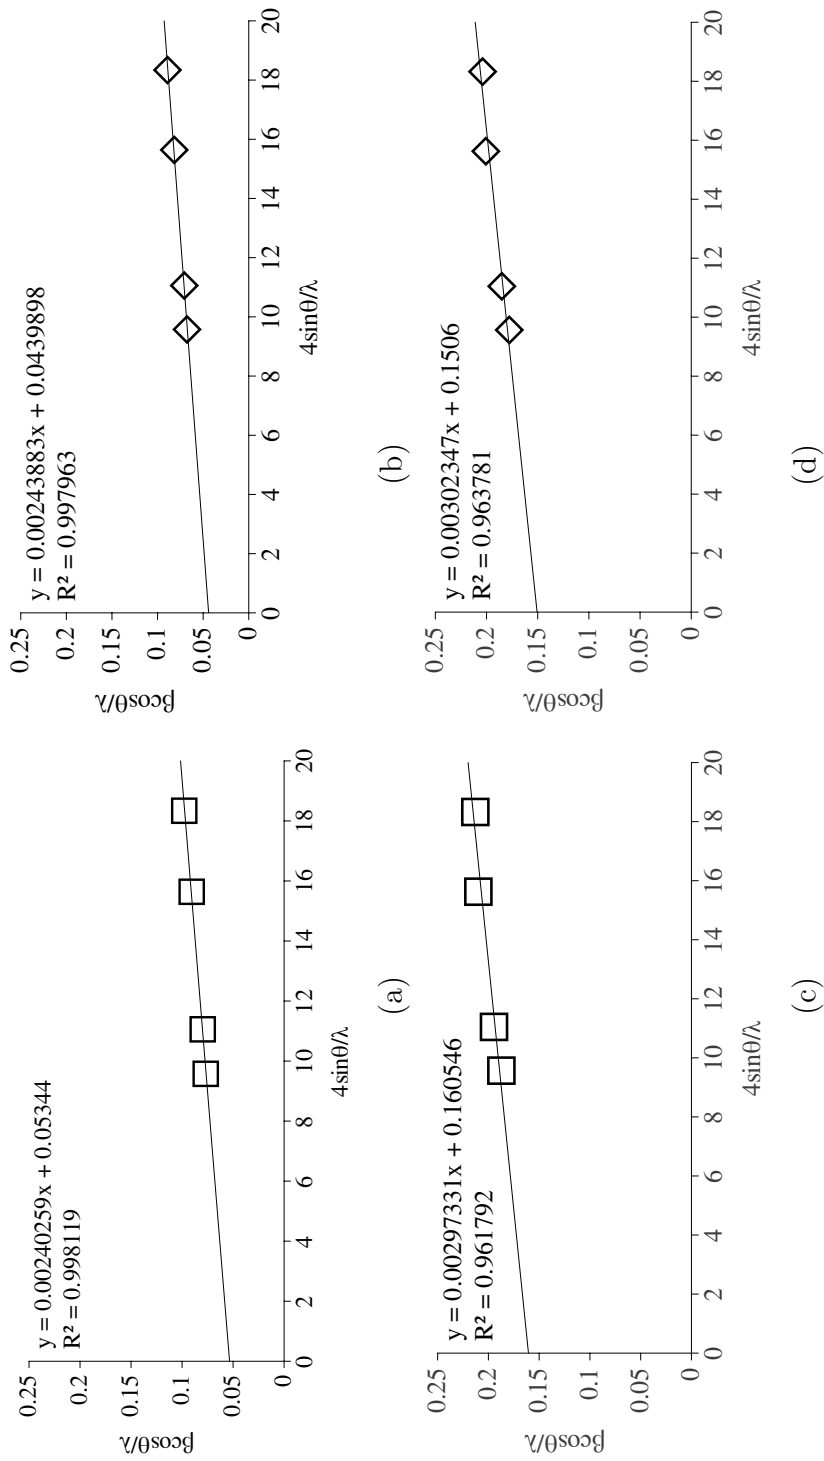 y = 0.00240259x + 0.05344
R² = 0.998119
0.25
0.2
0.15
0.1
0.05
0
βcosθ/λ
0 2 4 6 8 10 12 14 16 18 20
4sinθ/λ
(a)
y = 0.00243883x + 0.0439898
R² = 0.997963
0.25
0.2
0.15
0.1
0.05
0
βcosθ/λ
0 2 4 6 8 10 12 14 16 18 20
4sinθ/λ
(b)
y = 0.00297331x + 0.160546
R² = 0.961792
0.25
0.2
0.15
0.1
0.05
0
βcosθ/λ
0 2 4 6 8 10 12 14 16 18 20
4sinθ/λ
(c)
y = 0.00302347x + 0.1506
R² = 0.963781
0.25
0.2
0.15
0.1
0.05
0
βcosθ/λ
0 2 4 6 8 10 12 14 16 18 20
4sinθ/λ
(d)